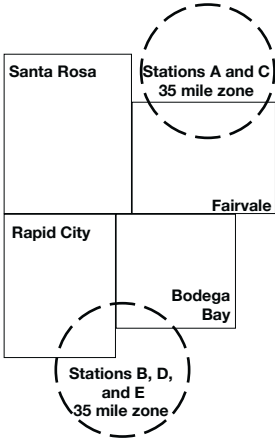 Santa Rosa
Stations A and C
35 mile zone
Fairvale
Rapid City
Bodega
Bay
Stations B, D,
and E
35 mile zone